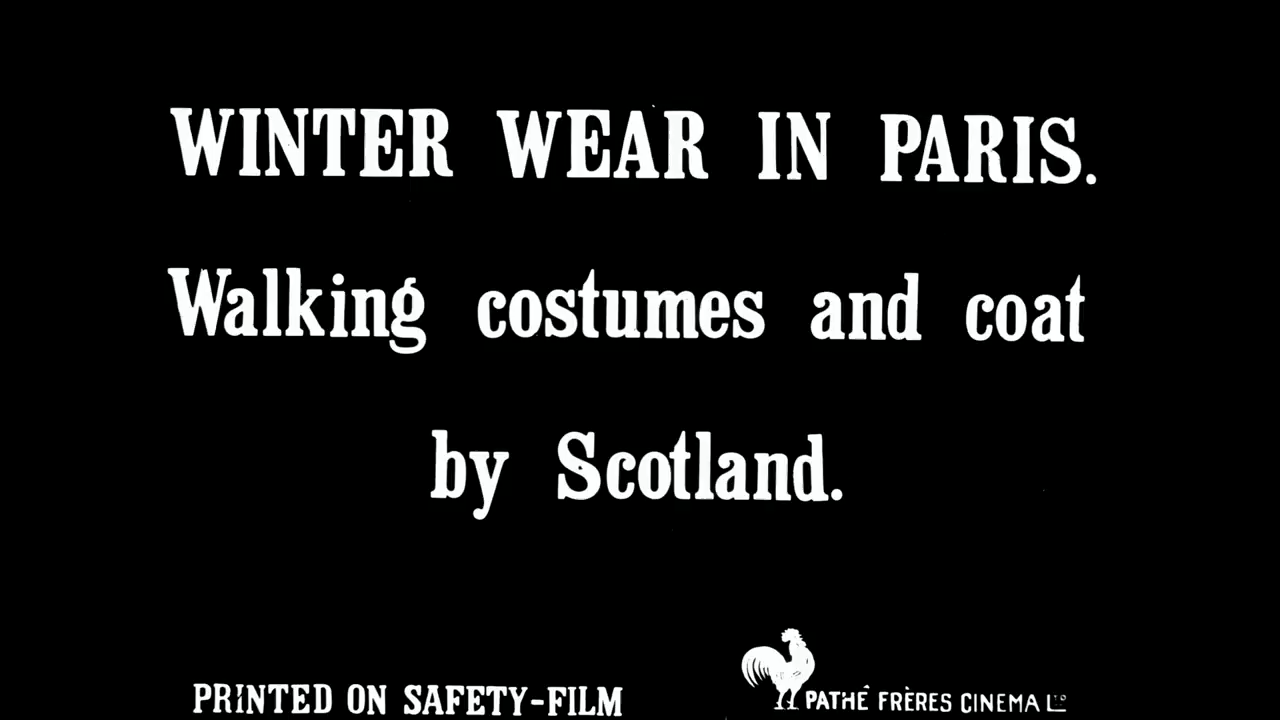 WINTER WEAR IN PARIS.
Walking costumes and coat
by Scotland.
PRINTED ON SAFETY-FILM
PATHÉ FRÈRES CINEMA LTD